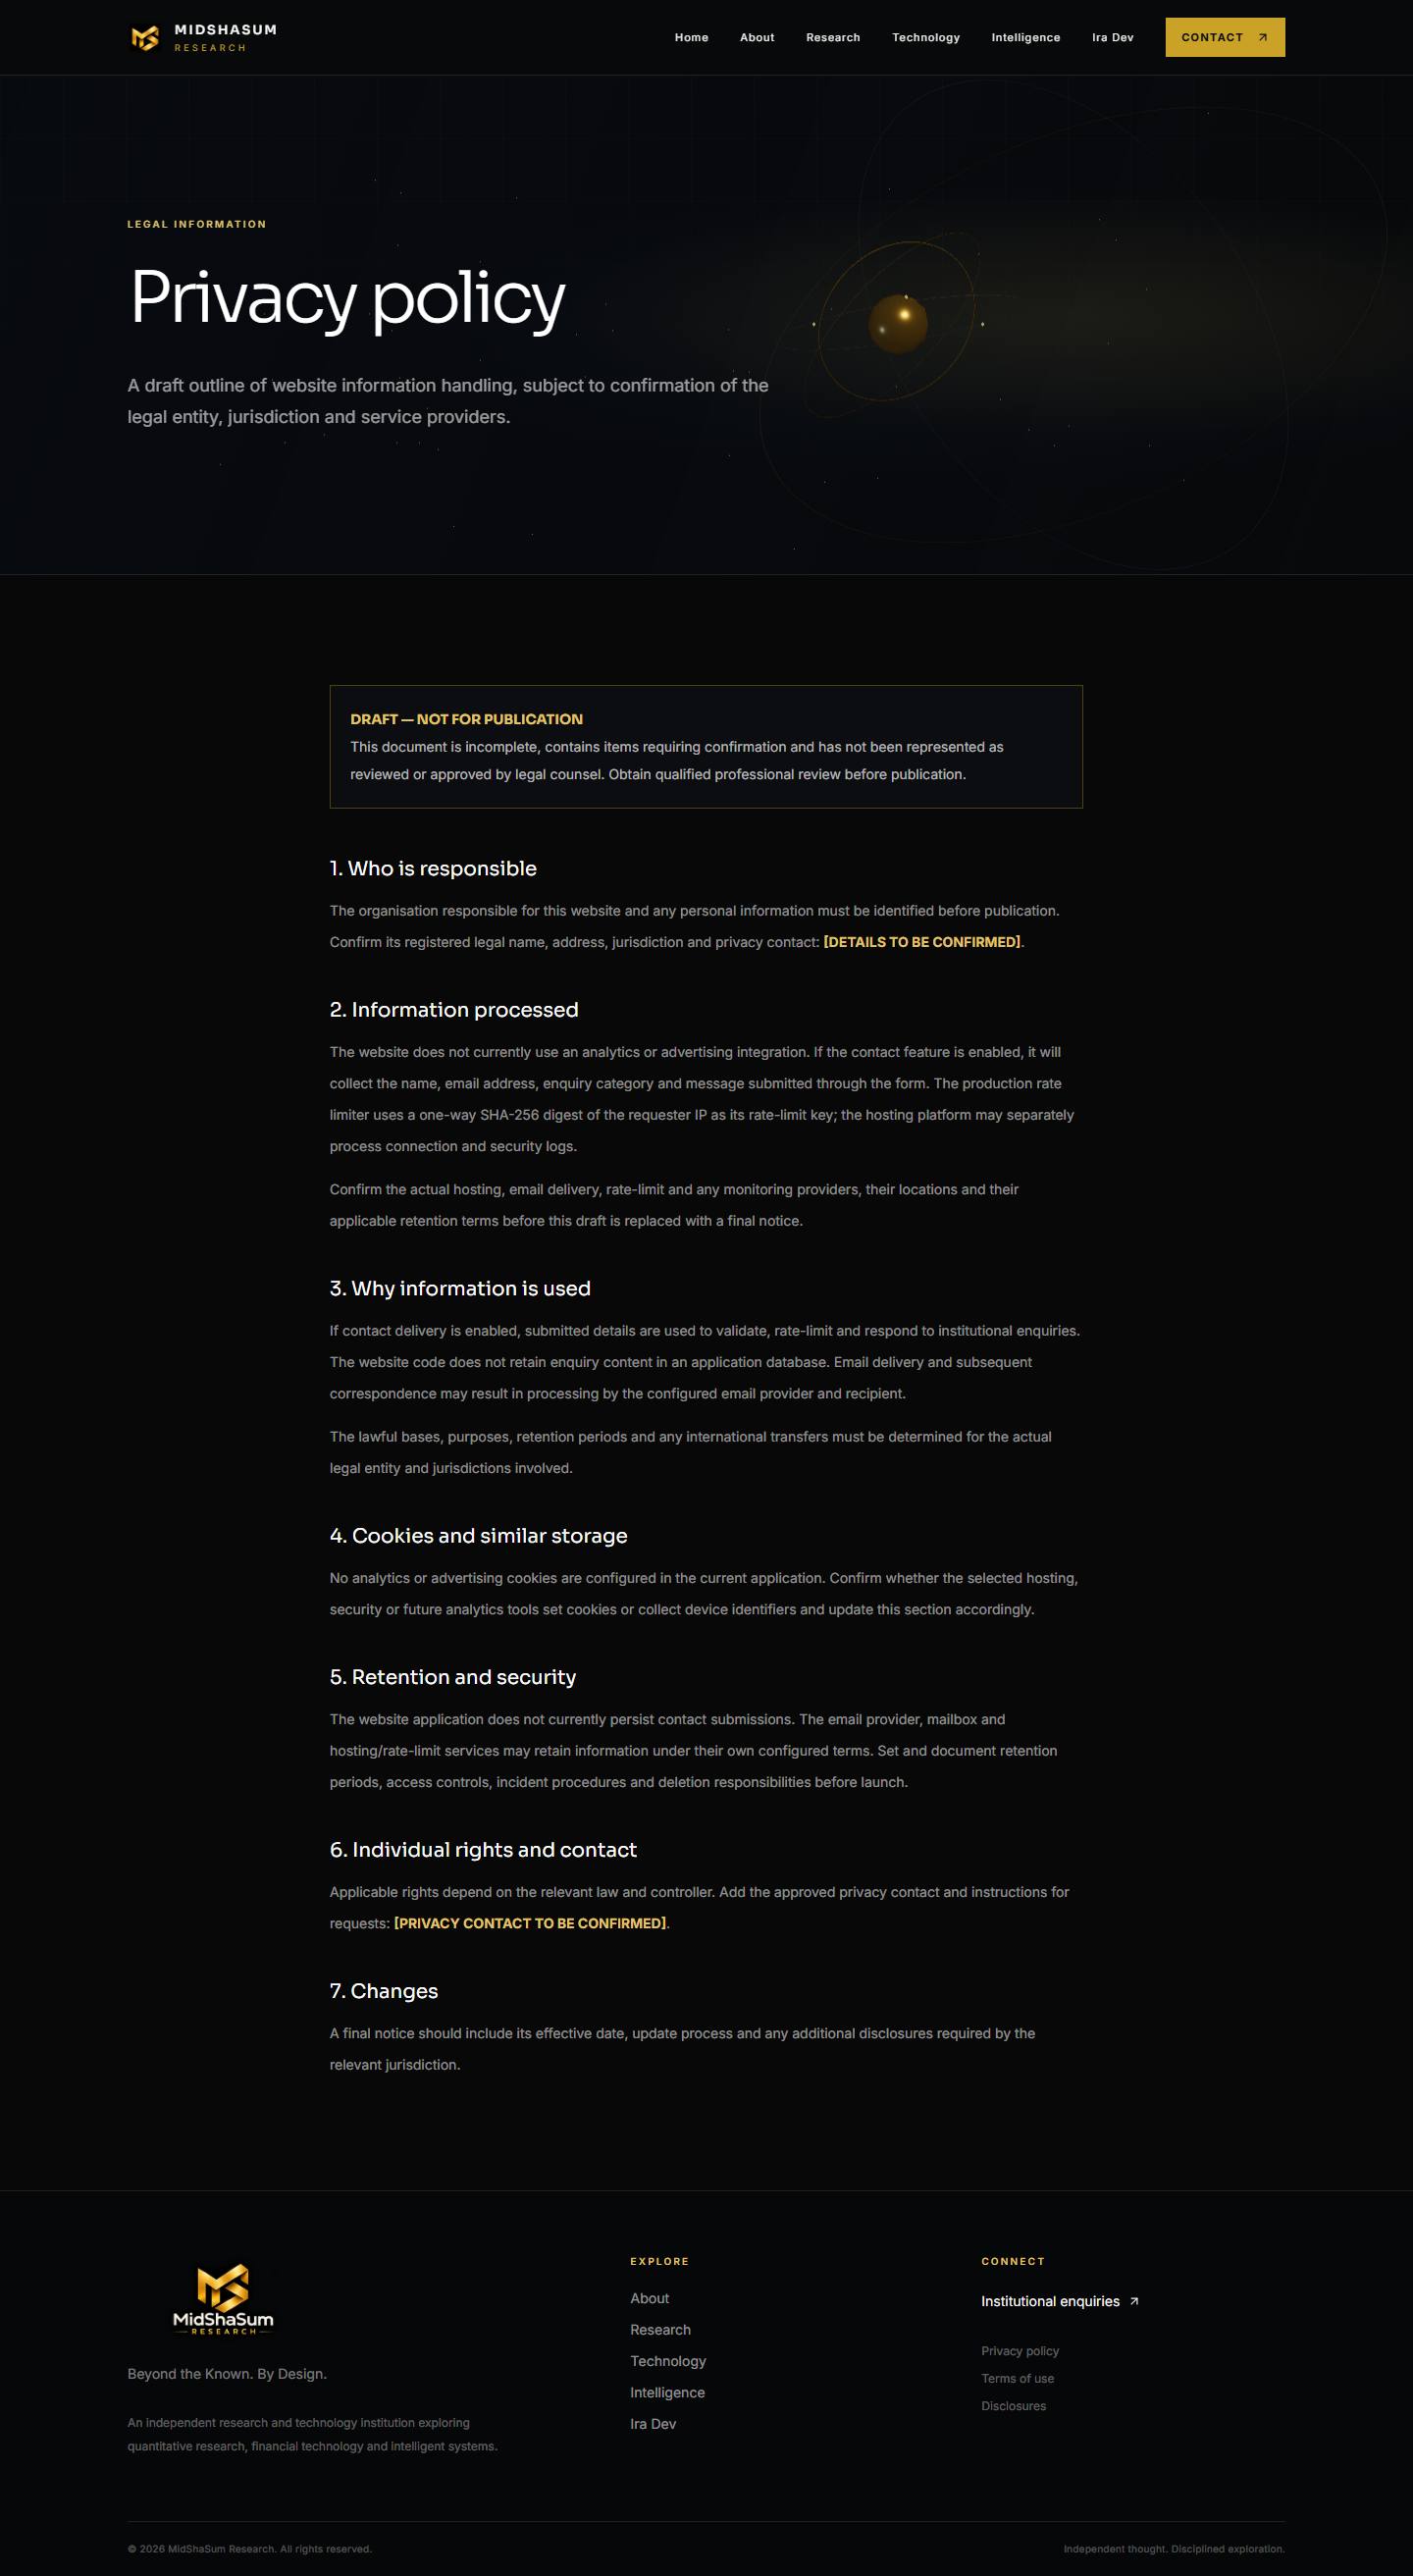 MIDSHASUM
RESEARCH
Home
About
Research
Technology
Intelligence
Ira Dev
CONTACT
LEGAL INFORMATION
Privacy policy
A draft outline of website information handling, subject to confirmation of the
legal entity, jurisdiction and service providers.
DRAFT — NOT FOR PUBLICATION
This document is incomplete, contains items requiring confirmation and has not been represented as
reviewed or approved by legal counsel. Obtain qualified professional review before publication.
1. Who is responsible
The organisation responsible for this website and any personal information must be identified before publication.
Confirm its registered legal name, address, jurisdiction and privacy contact: [DETAILS TO BE CONFIRMED].
2. Information processed
The website does not currently use an analytics or advertising integration. If the contact feature is enabled, it will
collect the name, email address, enquiry category and message submitted through the form. The production rate
limiter uses a one-way SHA-256 digest of the requester IP as its rate-limit key; the hosting platform may separately
process connection and security logs.
Confirm the actual hosting, email delivery, rate-limit and any monitoring providers, their locations and their
applicable retention terms before this draft is replaced with a final notice.
3. Why information is used
If contact delivery is enabled, submitted details are used to validate, rate-limit and respond to institutional enquiries.
The website code does not retain enquiry content in an application database. Email delivery and subsequent
correspondence may result in processing by the configured email provider and recipient.
The lawful bases, purposes, retention periods and any international transfers must be determined for the actual
legal entity and jurisdictions involved.
4. Cookies and similar storage
No analytics or advertising cookies are configured in the current application. Confirm whether the selected hosting,
security or future analytics tools set cookies or collect device identifiers and update this section accordingly.
5. Retention and security
The website application does not currently persist contact submissions. The email provider, mailbox and
hosting/rate-limit services may retain information under their own configured terms. Set and document retention
periods, access controls, incident procedures and deletion responsibilities before launch.
6. Individual rights and contact
Applicable rights depend on the relevant law and controller. Add the approved privacy contact and instructions for
requests: [PRIVACY CONTACT TO BE CONFIRMED].
7. Changes
A final notice should include its effective date, update process and any additional disclosures required by the
relevant jurisdiction.
MidShaSum
RESEARCH
Beyond the Known. By Design.
An independent research and technology institution exploring
quantitative research, financial technology and intelligent systems.
EXPLORE
About
Research
Technology
Intelligence
Ira Dev
CONNECT
Institutional enquiries
Privacy policy
Terms of use
Disclosures
© 2026 MidShaSum Research. All rights reserved.
Independent thought. Disciplined exploration.